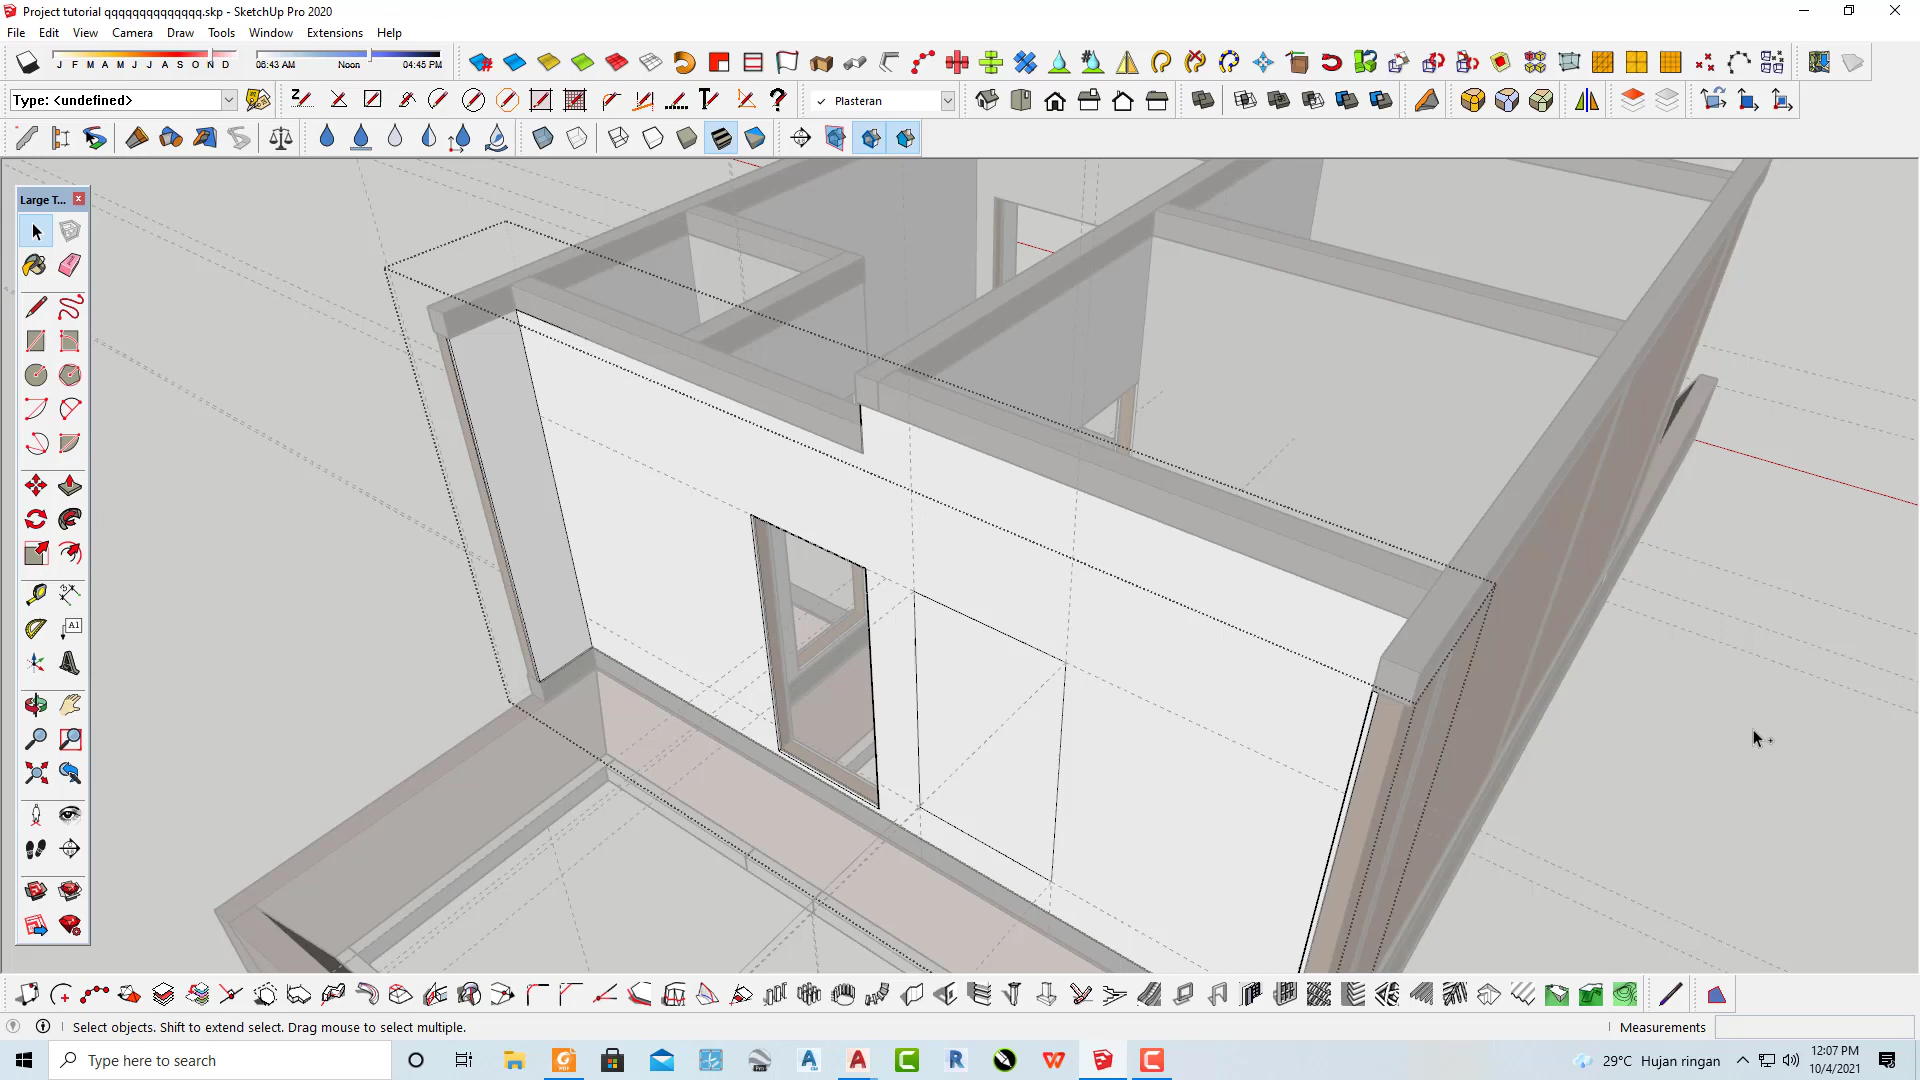 Project tutorial qqqqqqqqqqqqqq.skp - SketchUp Pro 2020
File Edit View Camera Draw Tools Window Extensions Help
J F M A M J J A S O N D
06:43 AM Noon 04:45 PM
Type: <undefined>
✓ Plasteran
Large T...
A1
Select objects. Shift to extend select. Drag mouse to select multiple.
Measurements
Type here to search
29°C Hujan ringan
12:07 PM
10/4/2021